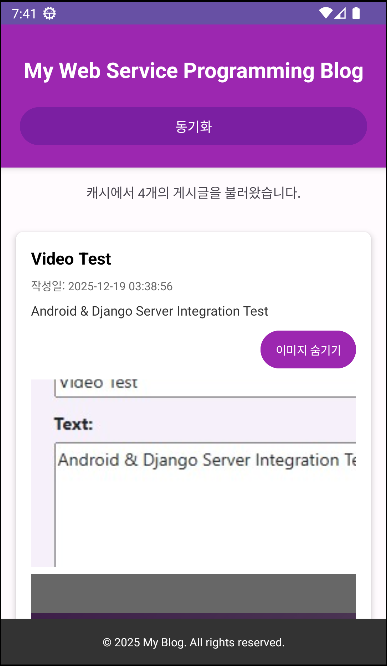 7:41
My Web Service Programming Blog
동기화
캐시에서 4개의 게시글을 불러왔습니다.
Video Test
작성일: 2025-12-19 03:38:56
Android & Django Server Integration Test
이미지 숨기기
Video Test
Text:
Android & Django Server Integration Te
© 2025 My Blog. All rights reserved.